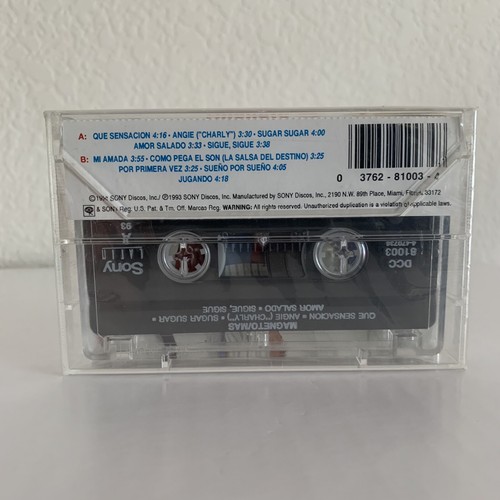 A: QUE SENSACION 4:16 • ANGIE ("CHARLY") 3:30 • SUGAR SUGAR 4:00
AMOR SALADO 3:33 • SIGUE, SIGUE 3:38
B: MI AMADA 3:55 • COMO PEGA EL SON (LA SALSA DEL DESTINO) 3:25
POR PRIMERA VEZ 3:25 • SUEÑO POR SUEÑO 4:05
JUGANDO 4:18
0 3762 - 81003 - 4
SONY Discos, Inc./ ℗1993 SONY Discos, Inc. Manufactured by SONY Discos, Inc., 2190 N.W. 89th Place, Miami, 33172
& SONY Reg. U.S. Pat. & Tm. Off. Marcas Reg. WARNING: All rights reserved. Unauthorized duplication is a violation of applicable laws.
Sony
DCC
81003
MAGNETO/MAS
QUE SENSACION • ANGIE ("CHARLY") • SUGAR SUGAR •
AMOR SALADO • SIGUE, SIGUE